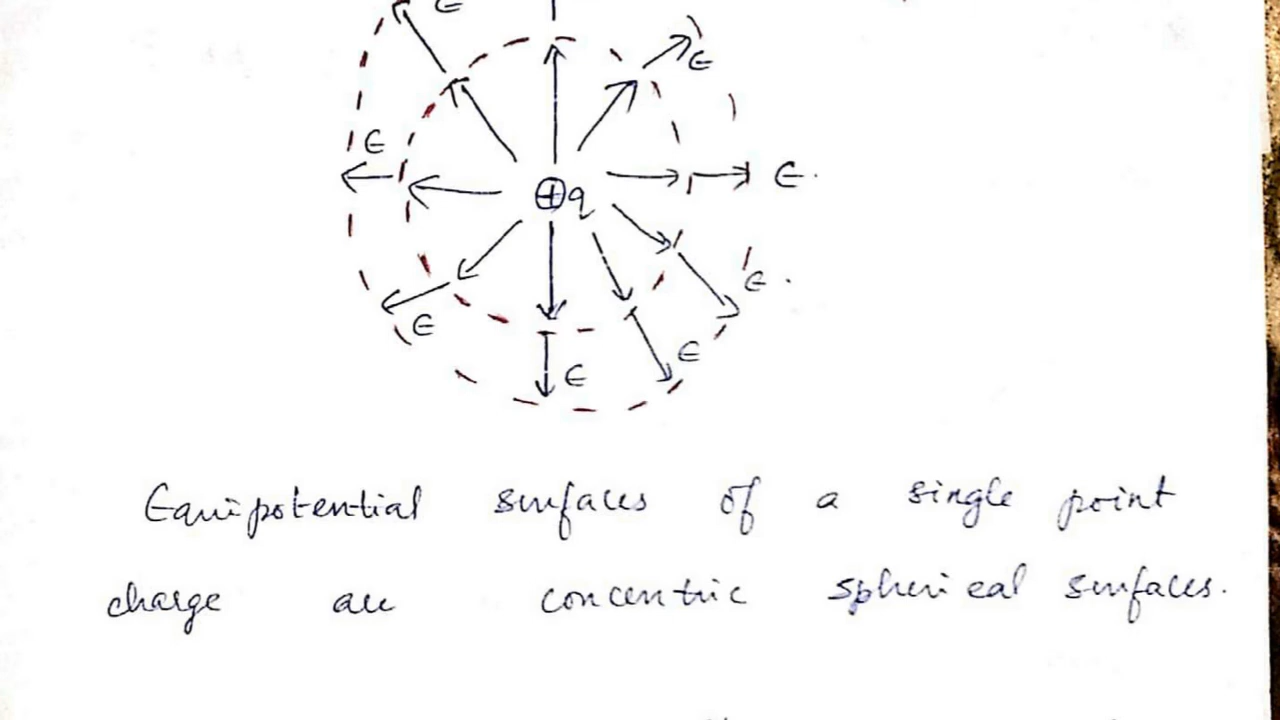 E
E
E
E.
⊕q
E.
E
E
E
Equipotential surfaces of a single point
charge are concentric spherical surfaces.